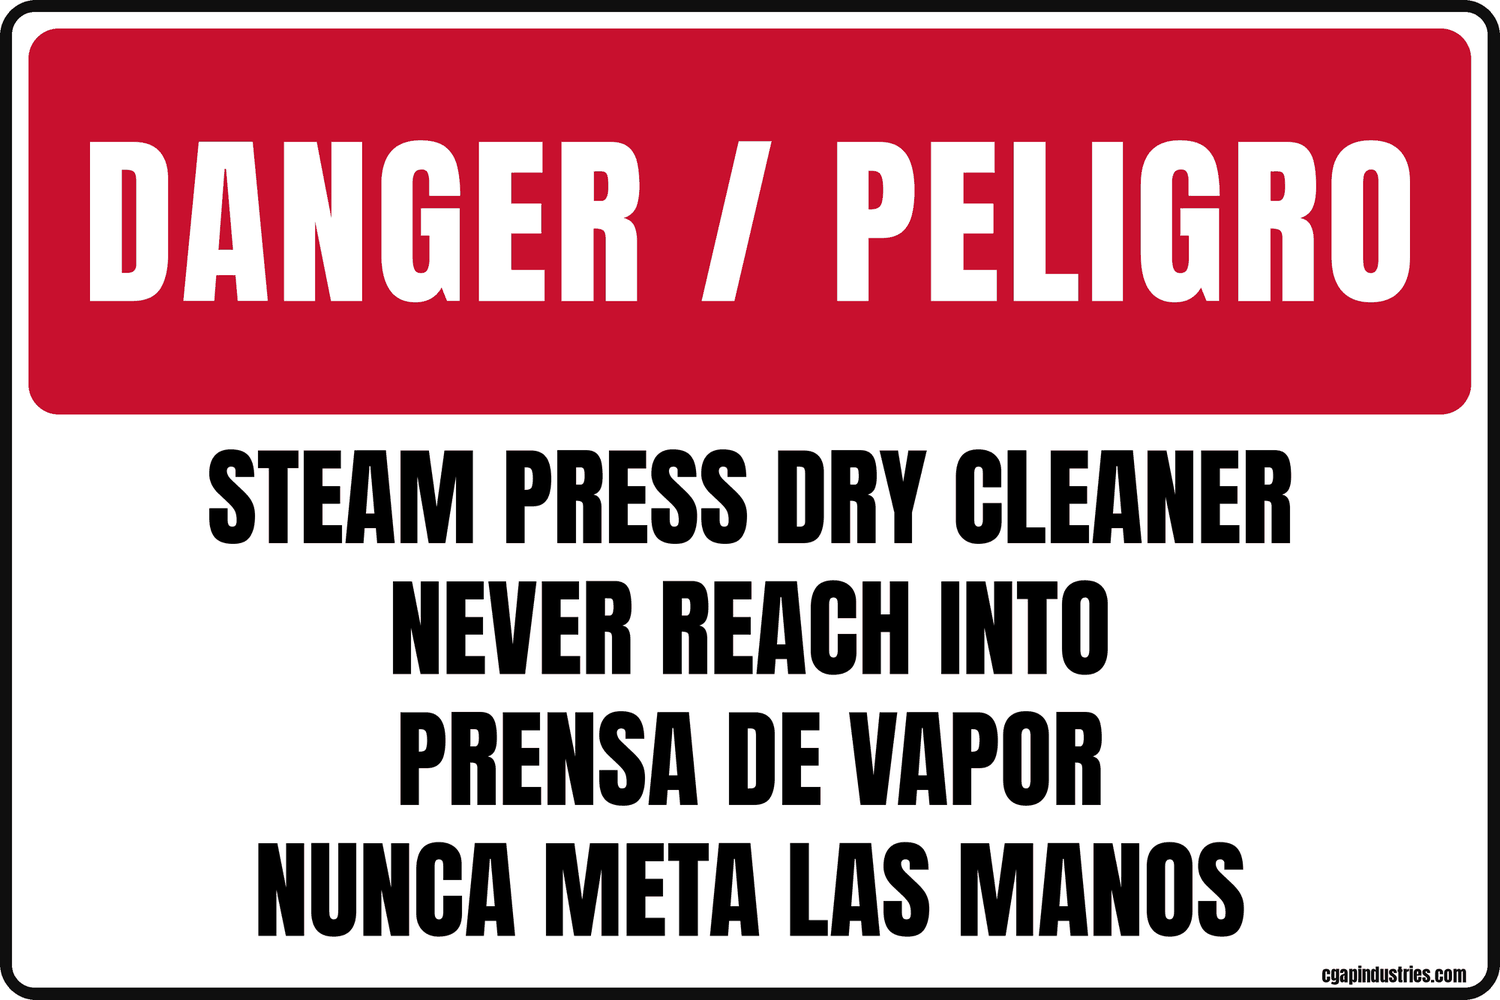 DANGER / PELIGRO
STEAM PRESS DRY CLEANER
NEVER REACH INTO
PRENSA DE VAPOR
NUNCA META LAS MANOS
cgapindustries.com